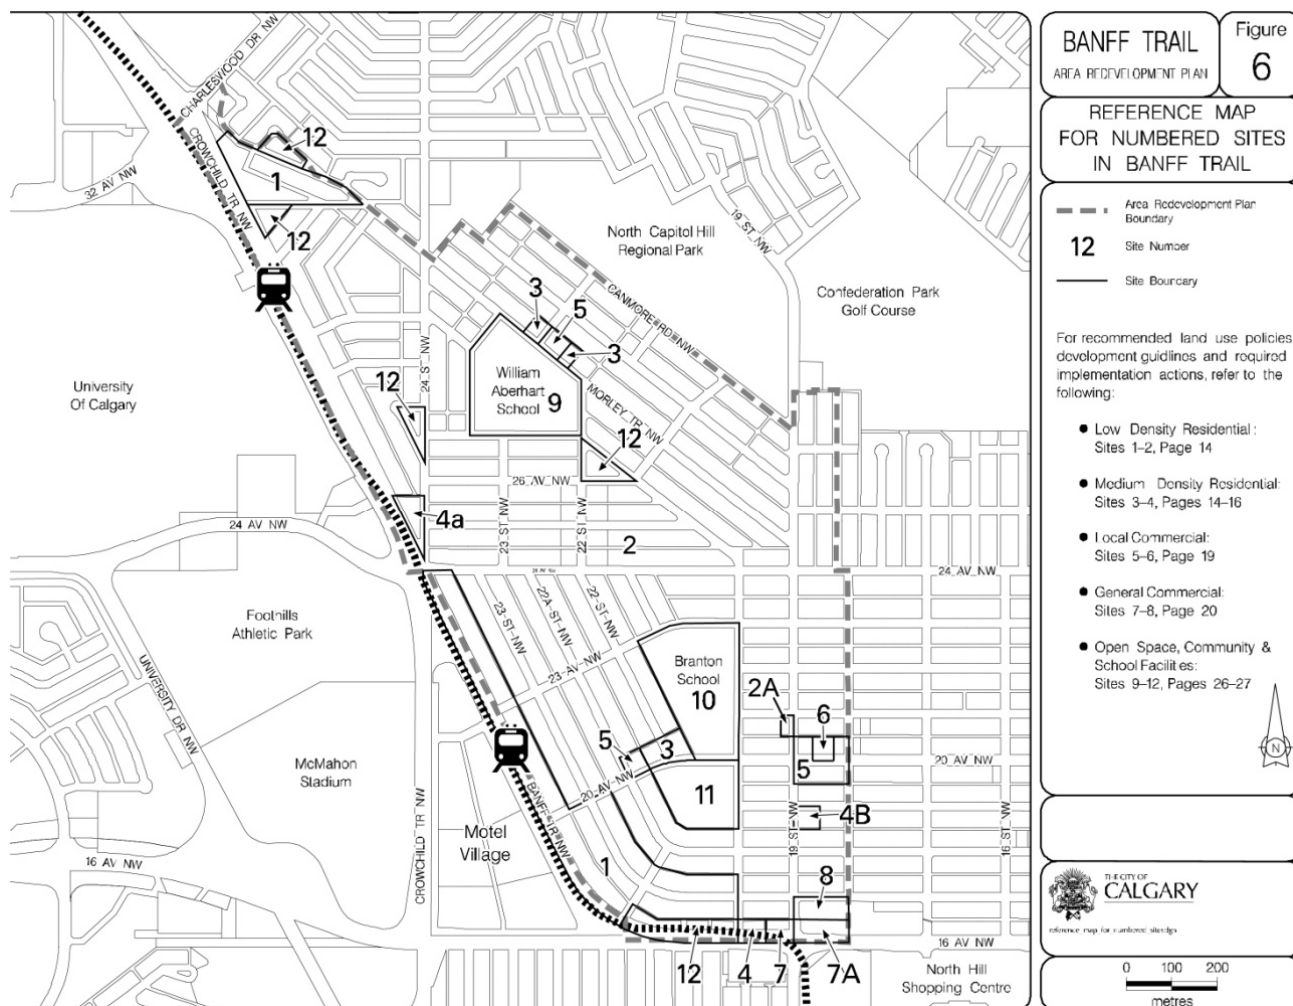 BANFF TRAIL
AREA REDEVELOPMENT PLAN
Figure
6
REFERENCE MAP
FOR NUMBERED SITES
IN BANFF TRAIL
Area Redevelopment Plan
Boundary
12
Site Number
Site Boundary
For recommended land use policies
development guidlines and required
implementation actions, refer to the
following:
● Low Density Residential:
Sites 1–2, Page 14
● Medium Density Residential:
Sites 3–4, Pages 14–16
● Local Commercial:
Sites 5–6, Page 19
● General Commercial:
Sites 7–8, Page 20
● Open Space, Community &
School Facilities:
Sites 9–12, Pages 26–27
N
THE CITY OF
CALGARY
reference map for numbered sites.dgn
0 100 200
metres
CHARLESWOOD DR NW
CROWCHILD TR NW
32 AV NW
12
1
12
19 ST NW
North Capitol Hill
Regional Park
Confederation Park
Golf Course
CANMORE RD NW
3
5
3
24 ST NW
University
Of Calgary
William
Aberhart
School
9
12
MORLEY TR NW
12
26 AV NW
4a
23 ST NW
22 ST NW
2
24 AV NW
24 AV NW
Foothills
Athletic Park
23 ST NW
22A ST NW
22 ST NW
UNIVERSITY DR NW
23 AV NW
Branton
School
10
2A
6
5
3
5
20 AV NW
20 AV NW
McMahon
Stadium
11
4B
19 ST NW
16 ST NW
BANFF TR NW
CROWCHILD TR NW
Motel
Village
16 AV NW
1
8
16 AV NW
12
4
7
7A
North Hill
Shopping Centre